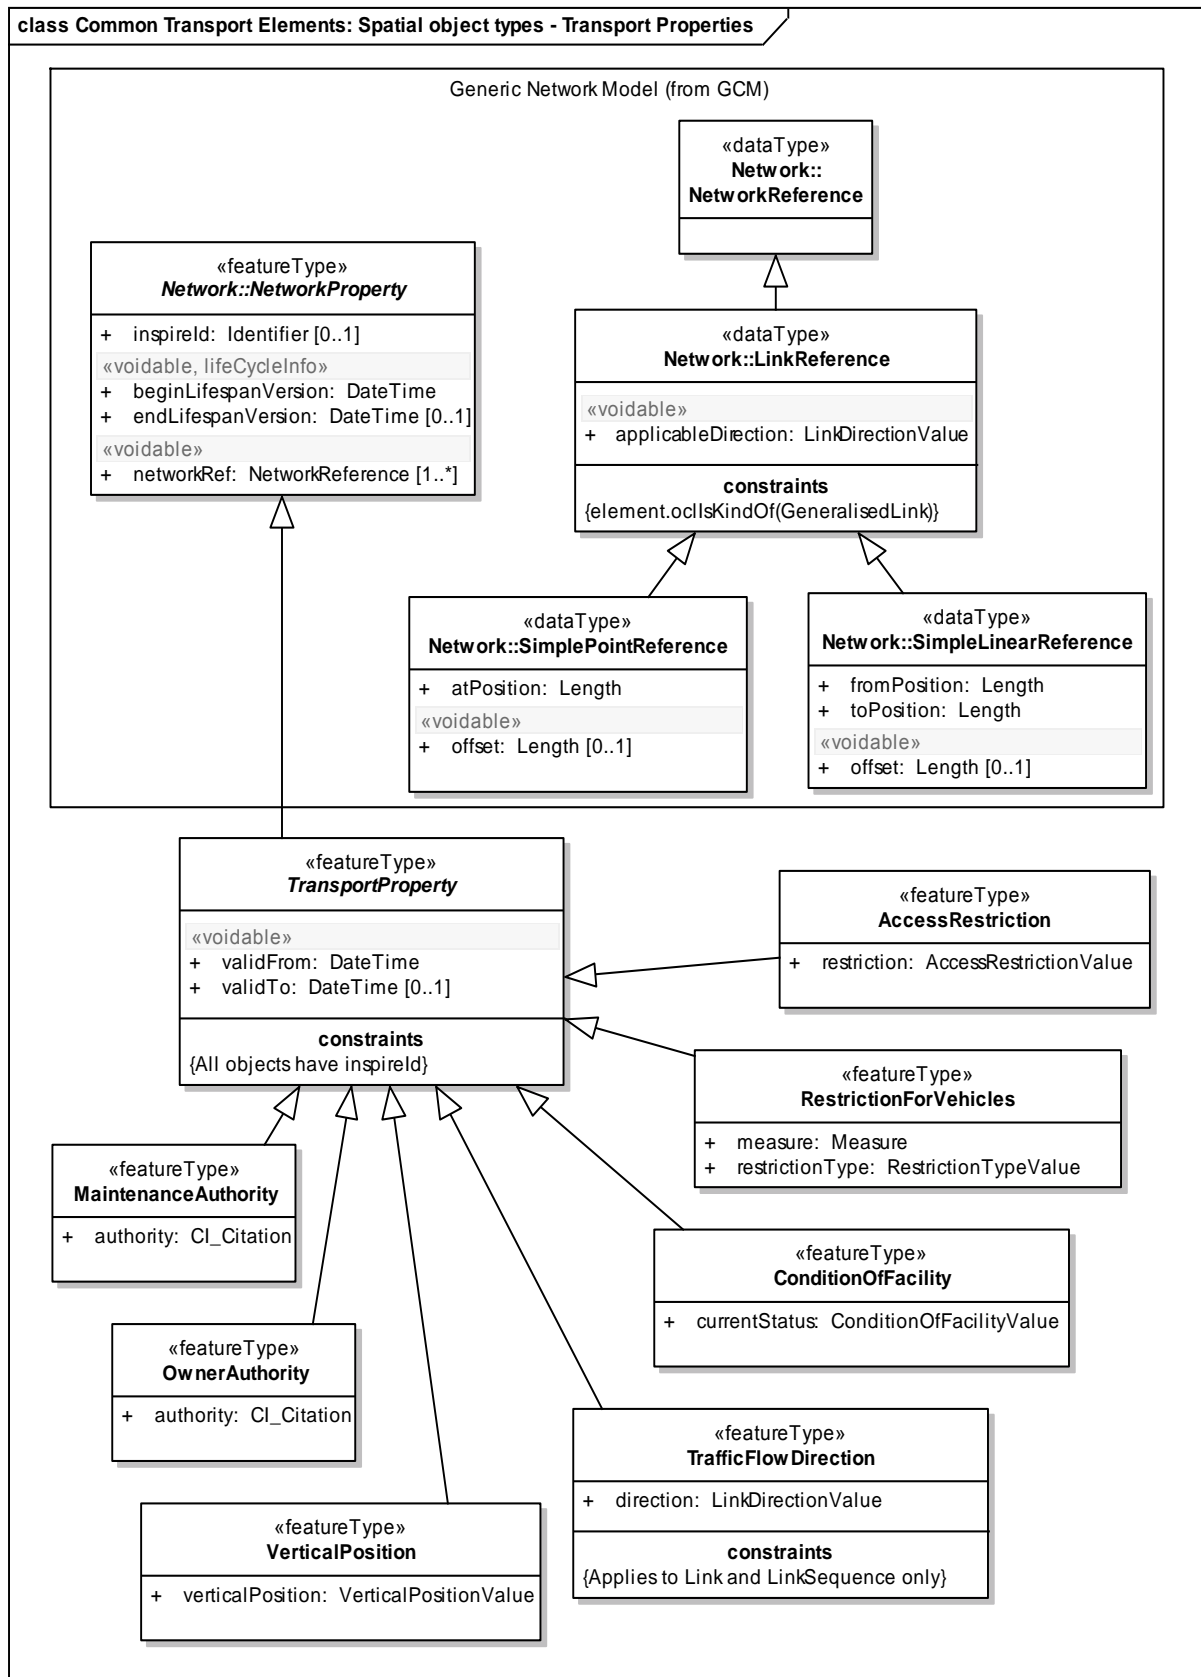 class Common Transport Elements: Spatial object types - Transport Properties
Generic Network Model (from GCM)
«dataType»
Network::
NetworkReference
«featureType»
Network::NetworkProperty
+ inspireId: Identifier [0..1]
«voidable, lifeCycleInfo»
+ beginLifespanVersion: DateTime
+ endLifespanVersion: DateTime [0..1]
«voidable»
+ networkRef: NetworkReference [1..*]
«dataType»
Network::LinkReference
«voidable»
+ applicableDirection: LinkDirectionValue
constraints
{element.oclIsKindOf(GeneralisedLink)}
«dataType»
Network::SimplePointReference
+ atPosition: Length
«voidable»
+ offset: Length [0..1]
«dataType»
Network::SimpleLinearReference
+ fromPosition: Length
+ toPosition: Length
«voidable»
+ offset: Length [0..1]
«featureType»
TransportProperty
«voidable»
+ validFrom: DateTime
+ validTo: DateTime [0..1]
constraints
{All objects have inspireId}
«featureType»
AccessRestriction
+ restriction: AccessRestrictionValue
«featureType»
RestrictionForVehicles
+ measure: Measure
+ restrictionType: RestrictionTypeValue
«featureType»
MaintenanceAuthority
+ authority: CI_Citation
«featureType»
ConditionOfFacility
+ currentStatus: ConditionOfFacilityValue
«featureType»
OwnerAuthority
+ authority: CI_Citation
«featureType»
TrafficFlowDirection
+ direction: LinkDirectionValue
constraints
{Applies to Link and LinkSequence only}
«featureType»
VerticalPosition
+ verticalPosition: VerticalPositionValue